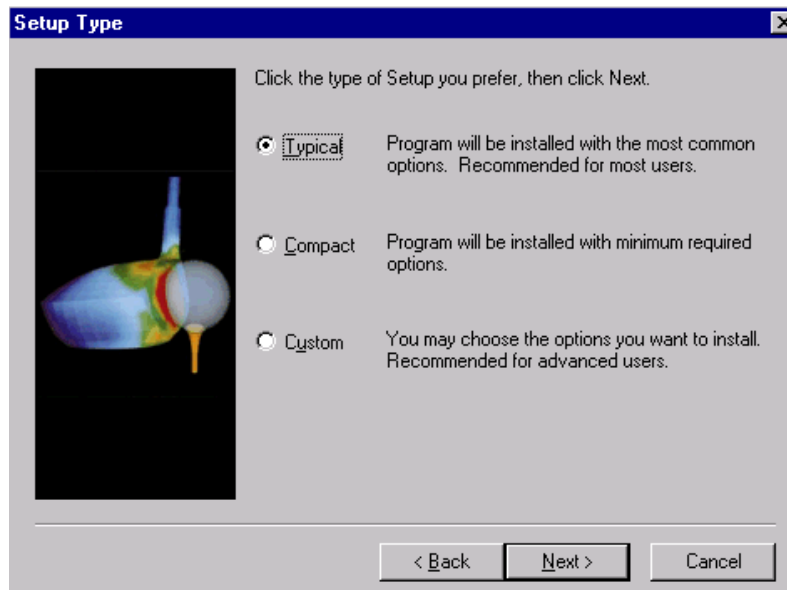 Setup Type
Click the type of Setup you prefer, then click Next.
Typical
Program will be installed with the most common
options.  Recommended for most users.
Compact
Program will be installed with minimum required
options.
Custom
You may choose the options you want to install.
Recommended for advanced users.
< Back
Next >
Cancel